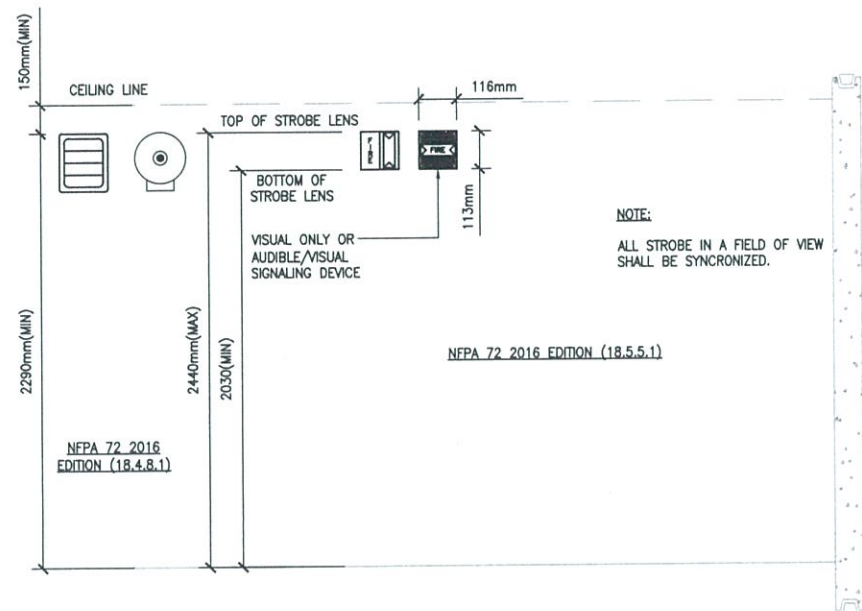 150mm(MIN)
CEILING LINE
116mm
TOP OF STROBE LENS
FIRE
FIRE
BOTTOM OF
STROBE LENS
113mm
VISUAL ONLY OR
AUDIBLE/VISUAL
SIGNALING DEVICE
NOTE:
ALL STROBE IN A FIELD OF VIEW
SHALL BE SYNCRONIZED.
2290mm(MIN)
2440mm(MAX)
2030(MIN)
NFPA 72 2016 EDITION (18.5.5.1)
NFPA 72 2016
EDITION (18.4.8.1)